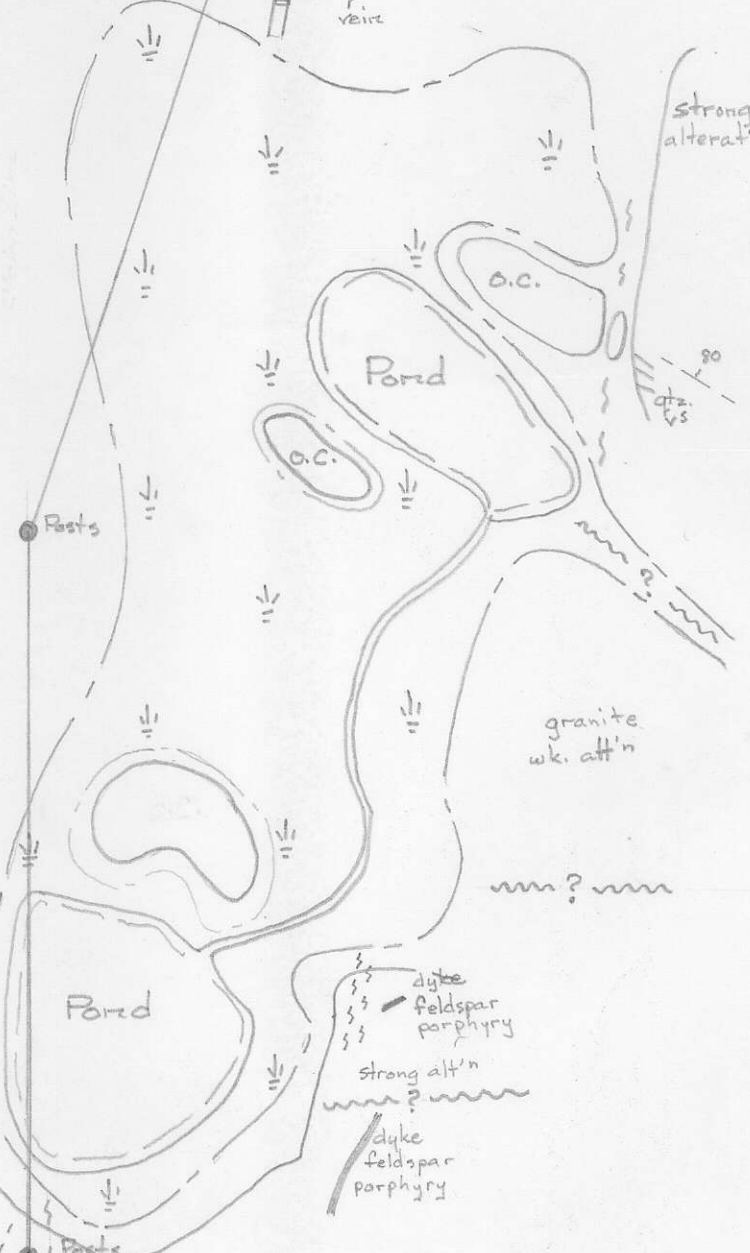 vein
strong
alterat'
O.C.
80
Pond
qtz.
vs
O.C.
Posts
?
granite
wk. alt'n
?
dyke
feldspar
porphyry
Pond
strong alt'n
?
dyke
feldspar
porphyry
Posts